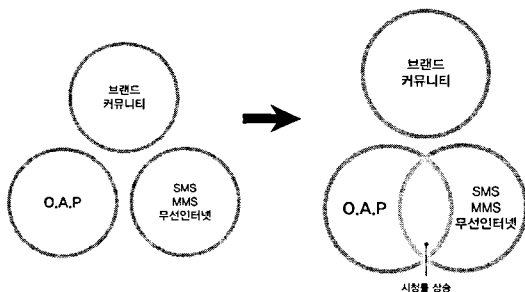 브랜드
커뮤니티
O.A.P
SMS
MMS
무선인터넷
브랜드
커뮤니티
O.A.P
SMS
MMS
무선인터넷
시청률 상승